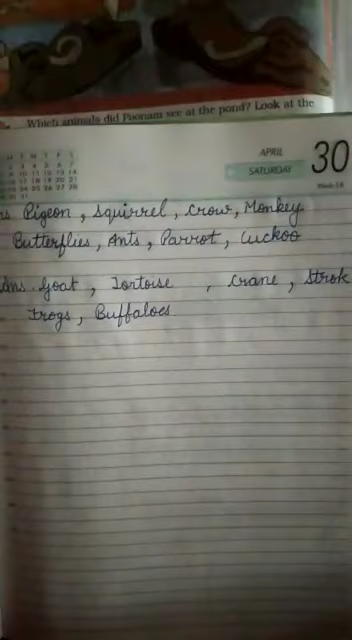 Which animals did Poonam see at the pond? Look at the
APRIL
SATURDAY
30
Pigeon , squirrel , crow, Monkey
Butterflies , Ants , Parrot , Cuckoo
Ans. Goat , Tortoise , crane , Strok
Frogs , Buffaloes